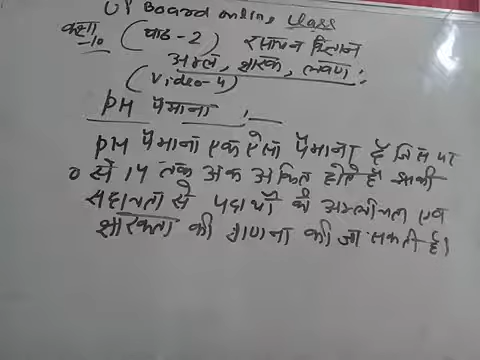 UP Board online class
कक्षा -10 (पाठ-2) रसायन विज्ञान
अम्ल, क्षारक, लवण :
(Video-4)
PH पैमाना :-
PH पैमाना एक ऐसा पैमाना है जिस पर
0 से 14 तक अंक अंकित होते हैं
सहायता से पदार्थों की अम्लीयता एवं
क्षारकता की गणना की जा सकती है।